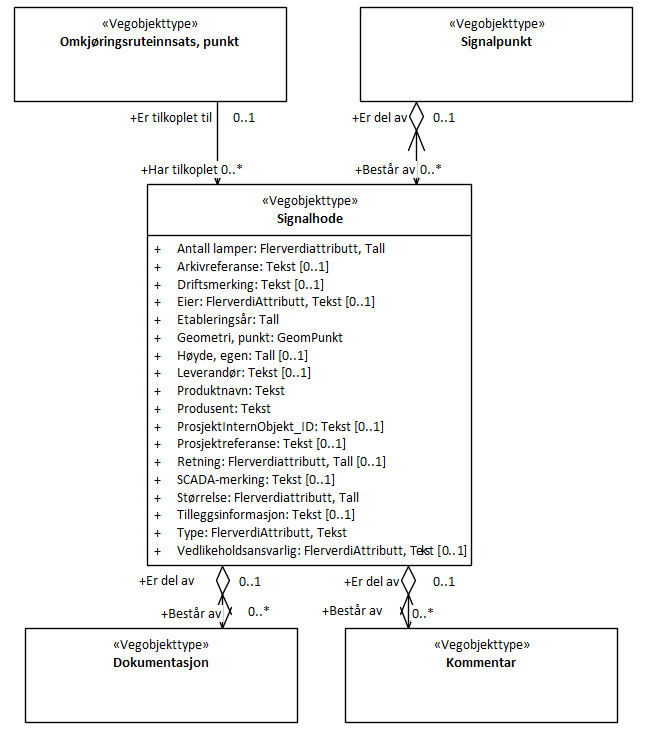 «Vegobjekttype»
Omkjøringsruteinnsats, punkt
«Vegobjekttype»
Signalpunkt
+Er tilkoplet til 0..1
+Er del av 0..1
+Har tilkoplet 0..*
+Består av 0..*
«Vegobjekttype»
Signalhode
+ Antall lamper: Flerverdiattributt, Tall
+ Arkivreferanse: Tekst [0..1]
+ Driftsmerking: Tekst [0..1]
+ Eier: FlerverdiAttributt, Tekst [0..1]
+ Etableringsår: Tall
+ Geometri, punkt: GeomPunkt
+ Høyde, egen: Tall [0..1]
+ Leverandør: Tekst [0..1]
+ Produktnavn: Tekst
+ Produsent: Tekst
+ ProsjektInternObjekt_ID: Tekst [0..1]
+ Prosjektreferanse: Tekst [0..1]
+ Retning: Flerverdiattributt, Tall [0..1]
+ SCADA-merking: Tekst [0..1]
+ Størrelse: Flerverdiattributt, Tall
+ Tilleggsinformasjon: Tekst [0..1]
+ Type: FlerverdiAttributt, Tekst
+ Vedlikeholdsansvarlig: FlerverdiAttributt, Tekst [0..1]
+Er del av 0..1
+Er del av 0..1
+Består av 0..*
+Består av 0..*
«Vegobjekttype»
Dokumentasjon
«Vegobjekttype»
Kommentar